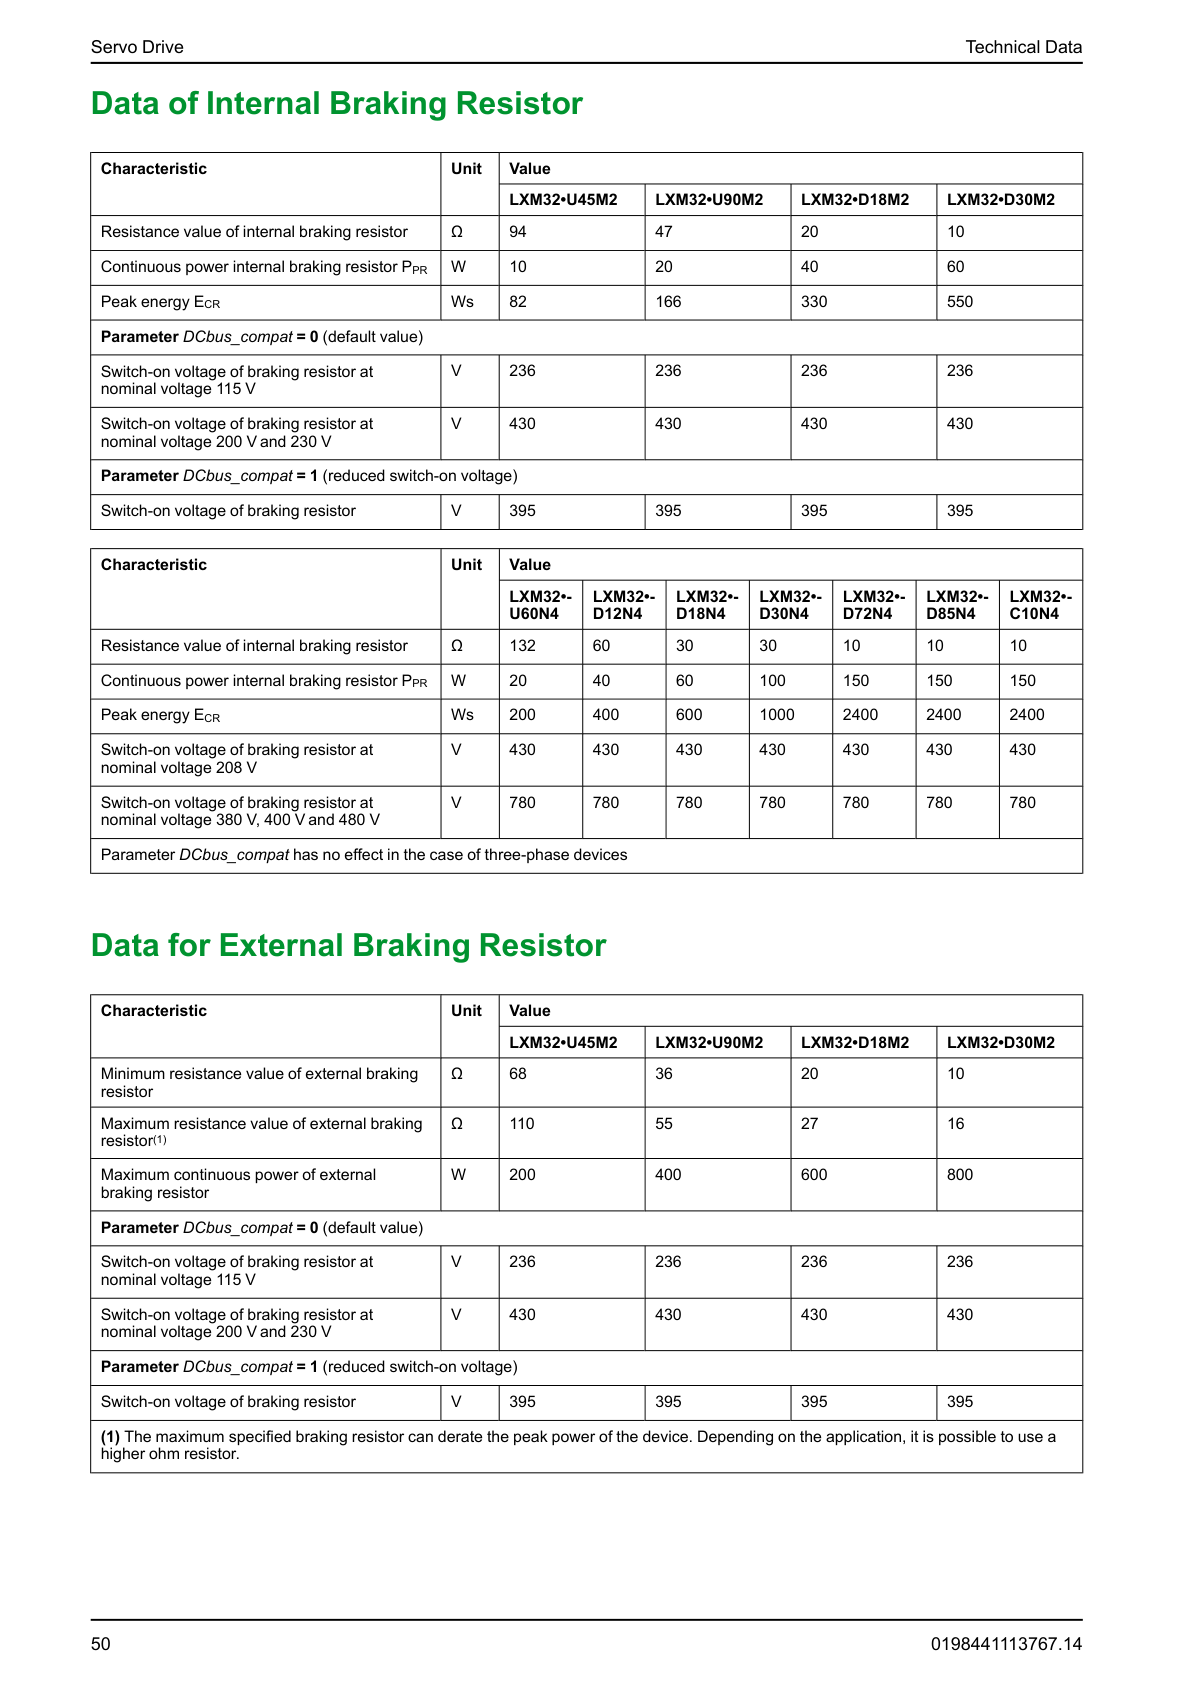 Servo Drive
Technical Data
Data of Internal Braking Resistor
Characteristic Unit Value
LXM32•U45M2 LXM32•U90M2 LXM32•D18M2 LXM32•D30M2
Resistance value of internal braking resistor Ω 94 47 20 10
Continuous power internal braking resistor PPR W 10 20 40 60
Peak energy ECR Ws 82 166 330 550
Parameter DCbus_compat = 0 (default value)
Switch-on voltage of braking resistor at V 236 236 236 236
nominal voltage 115 V
Switch-on voltage of braking resistor at V 430 430 430 430
nominal voltage 200 V and 230 V
Parameter DCbus_compat = 1 (reduced switch-on voltage)
Switch-on voltage of braking resistor V 395 395 395 395
Characteristic Unit Value
LXM32•- LXM32•- LXM32•- LXM32•- LXM32•- LXM32•- LXM32•-
U60N4 D12N4 D18N4 D30N4 D72N4 D85N4 C10N4
Resistance value of internal braking resistor Ω 132 60 30 30 10 10 10
Continuous power internal braking resistor PPR W 20 40 60 100 150 150 150
Peak energy ECR Ws 200 400 600 1000 2400 2400 2400
Switch-on voltage of braking resistor at V 430 430 430 430 430 430 430
nominal voltage 208 V
Switch-on voltage of braking resistor at V 780 780 780 780 780 780 780
nominal voltage 380 V, 400 V and 480 V
Parameter DCbus_compat has no effect in the case of three-phase devices
Data for External Braking Resistor
Characteristic Unit Value
LXM32•U45M2 LXM32•U90M2 LXM32•D18M2 LXM32•D30M2
Minimum resistance value of external braking Ω 68 36 20 10
resistor
Maximum resistance value of external braking Ω 110 55 27 16
resistor(1)
Maximum continuous power of external W 200 400 600 800
braking resistor
Parameter DCbus_compat = 0 (default value)
Switch-on voltage of braking resistor at V 236 236 236 236
nominal voltage 115 V
Switch-on voltage of braking resistor at V 430 430 430 430
nominal voltage 200 V and 230 V
Parameter DCbus_compat = 1 (reduced switch-on voltage)
Switch-on voltage of braking resistor V 395 395 395 395
(1) The maximum specified braking resistor can derate the peak power of the device. Depending on the application, it is possible to use a
higher ohm resistor.
50
0198441113767.14